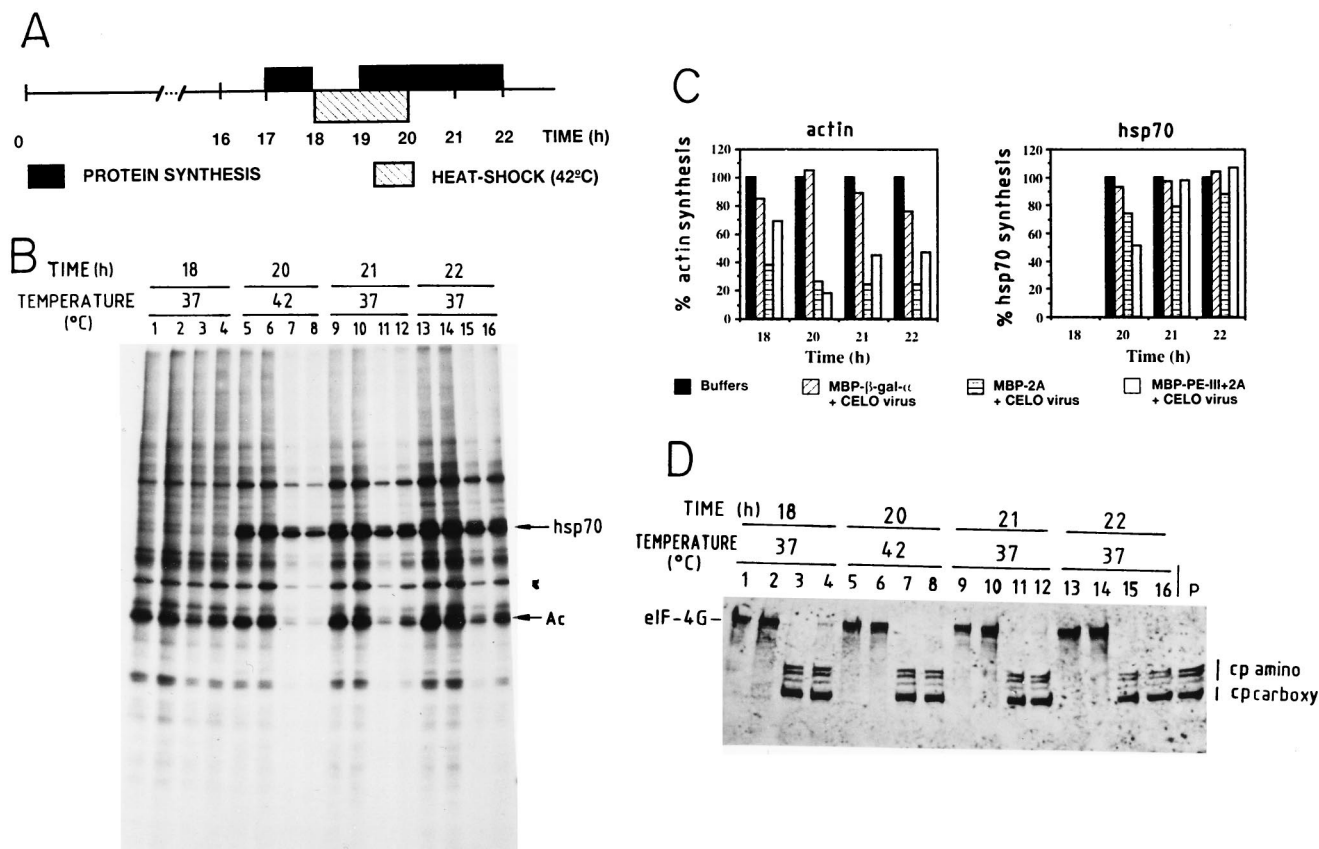 A
0 16 17 18 19 20 21 22 TIME (h)
PROTEIN SYNTHESIS HEAT-SHOCK (42ºC)
B
TIME (h) 18 20 21 22
TEMPERATURE (°C) 37 42 37 37
1 2 3 4 5 6 7 8 9 10 11 12 13 14 15 16
hsp70
Ac
C
actin
% actin synthesis
120
100
80
60
40
20
0
18 20 21 22
Time (h)
hsp70
% hsp70 synthesis
120
100
80
60
40
20
0
18 20 21 22
Time (h)
Buffers
MBP-β-gal-α
+ CELO virus
MBP-2A
+ CELO virus
MBP-PE-III+2A
+ CELO virus
D
TIME (h) 18 20 21 22
TEMPERATURE (°C) 37 42 37 37
1 2 3 4 5 6 7 8 9 10 11 12 13 14 15 16 P
eIF-4G-
cp amino
cp carboxy